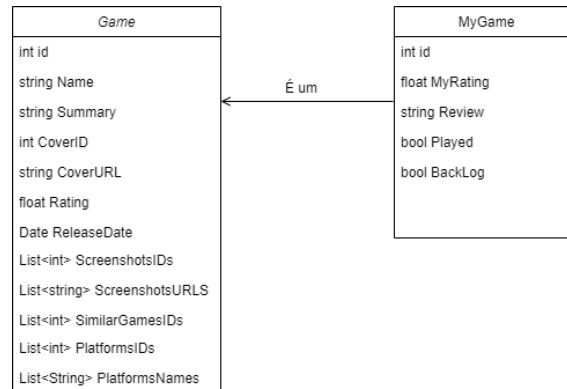 Game
int id
string Name
string Summary
int CoverID
string CoverURL
float Rating
Date ReleaseDate
List<int> ScreenshotsIDs
List<string> ScreenshotsURLS
List<int> SimilarGamesIDs
List<int> PlatformsIDs
List<String> PlatformsNames
É um
MyGame
int id
float MyRating
string Review
bool Played
bool BackLog